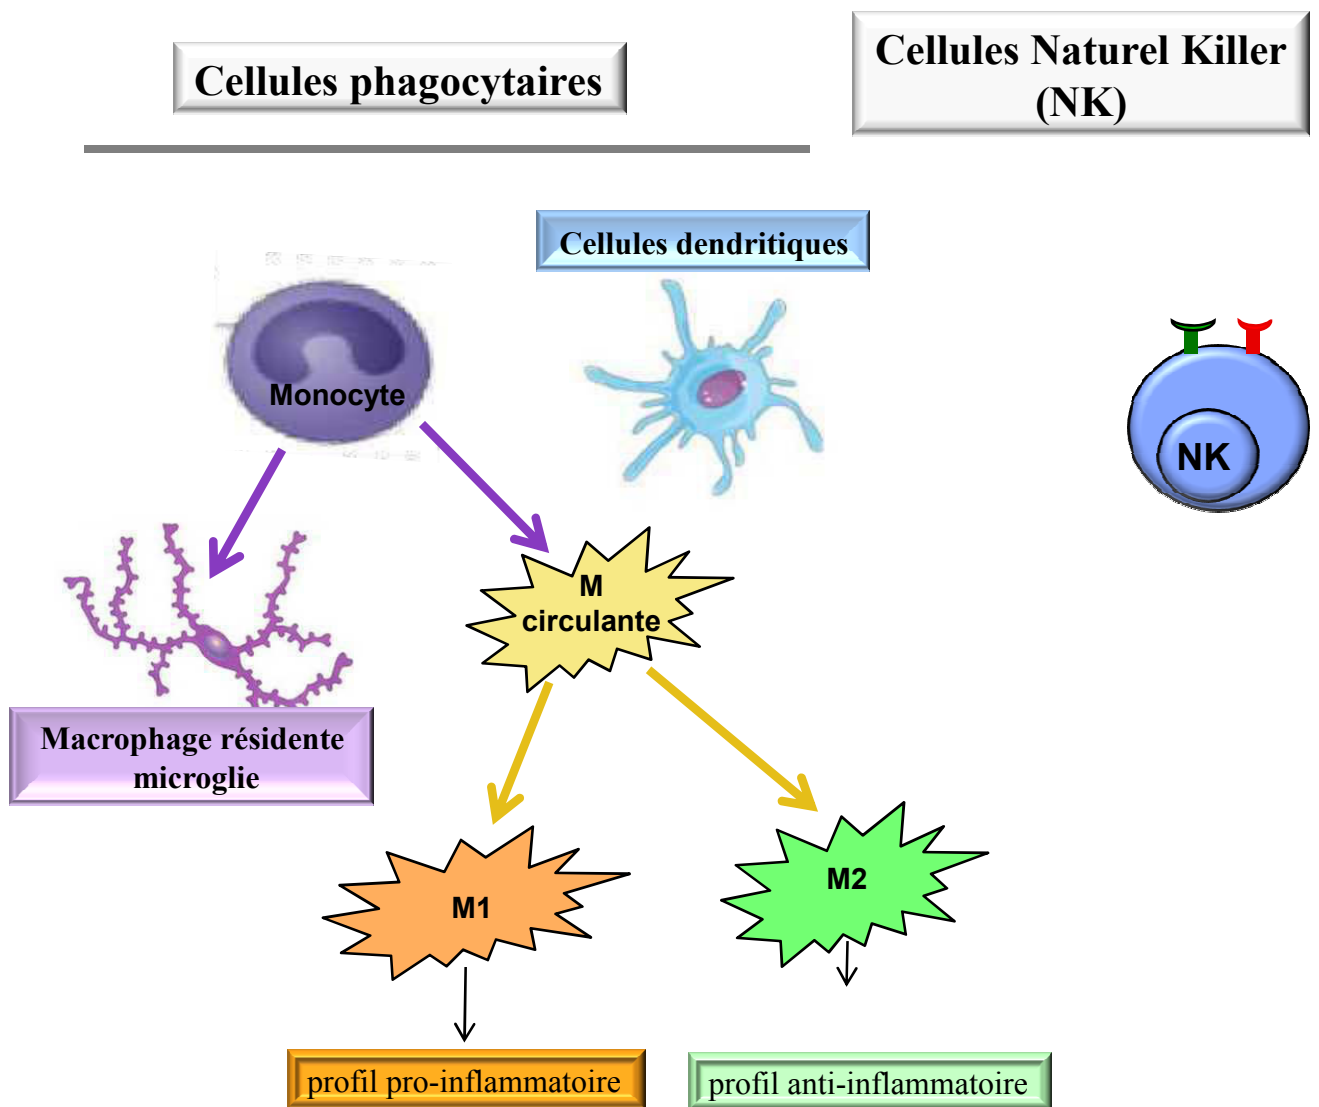 Cellules phagocytaires
Cellules Naturel Killer
(NK)
Cellules dendritiques
Monocyte
NK
M
circulante
Macrophage résidente
microglie
M1
M2
profil pro-inflammatoire
profil anti-inflammatoire